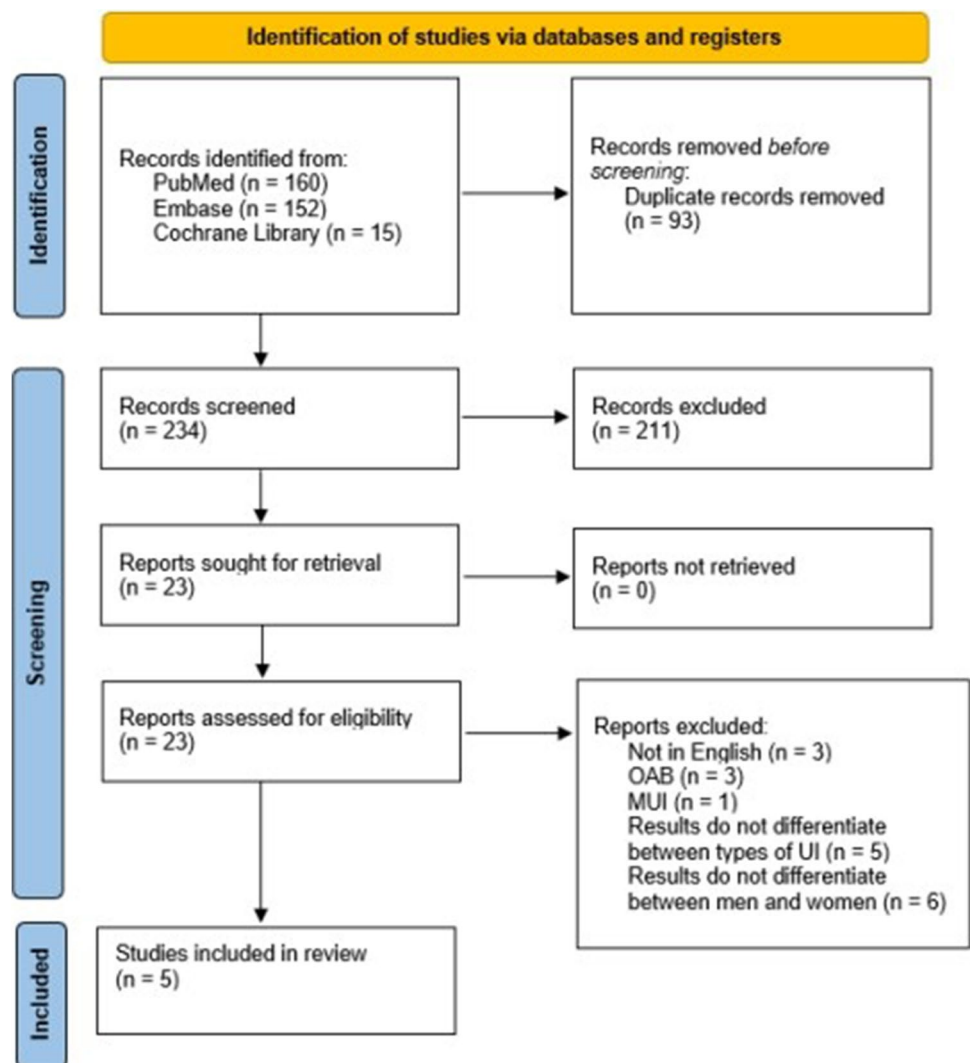 Identification of studies via databases and registers
Identification
Records identified from:
PubMed (n = 160)
Embase (n = 152)
Cochrane Library (n = 15)
Records removed before
screening:
Duplicate records removed
(n = 93)
Screening
Records screened
(n = 234)
Records excluded
(n = 211)
Reports sought for retrieval
(n = 23)
Reports not retrieved
(n = 0)
Reports assessed for eligibility
(n = 23)
Reports excluded:
Not in English (n = 3)
OAB (n = 3)
MUI (n = 1)
Results do not differentiate
between types of UI (n = 5)
Results do not differentiate
between men and women (n = 6)
Included
Studies included in review
(n = 5)